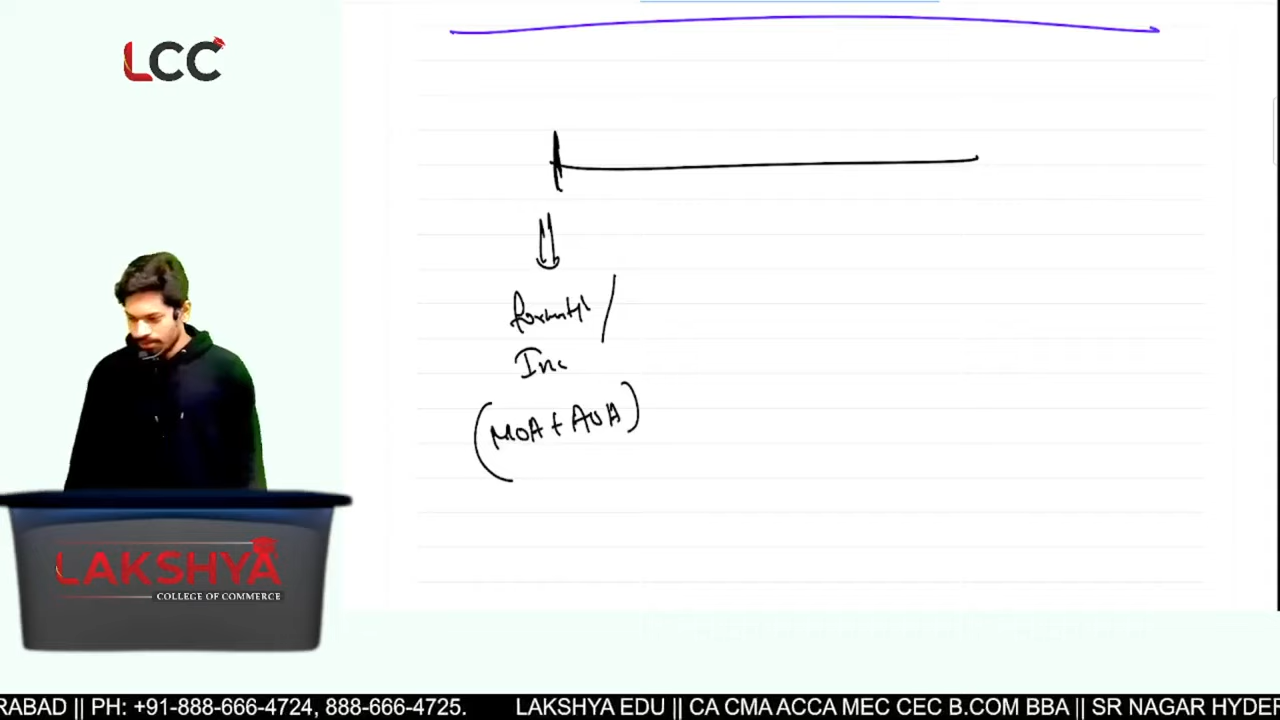 LCC
Inc
(MOA + AOA)
LAKSHYA
COLLEGE OF COMMERCE
RABAD || PH: +91-888-666-4724, 888-666-4725. LAKSHYA EDU || CA CMA ACCA MEC CEC B.COM BBA || SR NAGAR HYDER